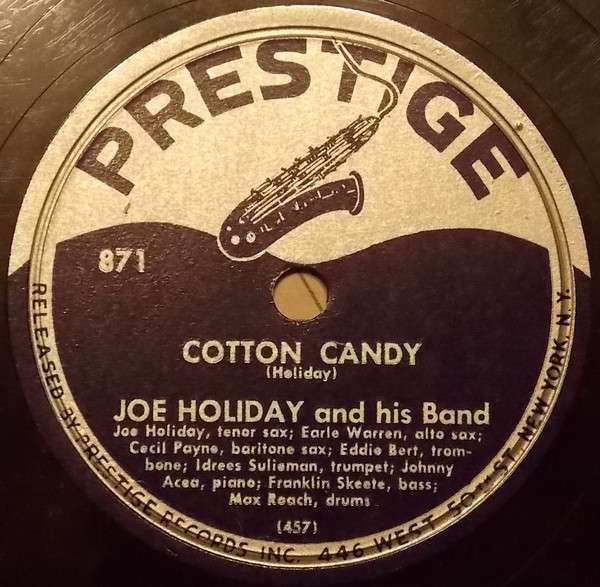 PRESTIGE
871
COTTON CANDY
(Holiday)
JOE HOLIDAY and his Band
Joe Holiday, tenor sax; Earle Warren, alto sax;
Cecil Payne, baritone sax; Eddie Bert, trom-
bone; Idrees Sulieman, trumpet; Johnny
Acea, piano; Franklin Skeete, bass;
Max Roach, drums
(457)
RELEASED BY PRESTIGE RECORDS INC. 446 WEST 50TH ST. NEW YORK N.Y.